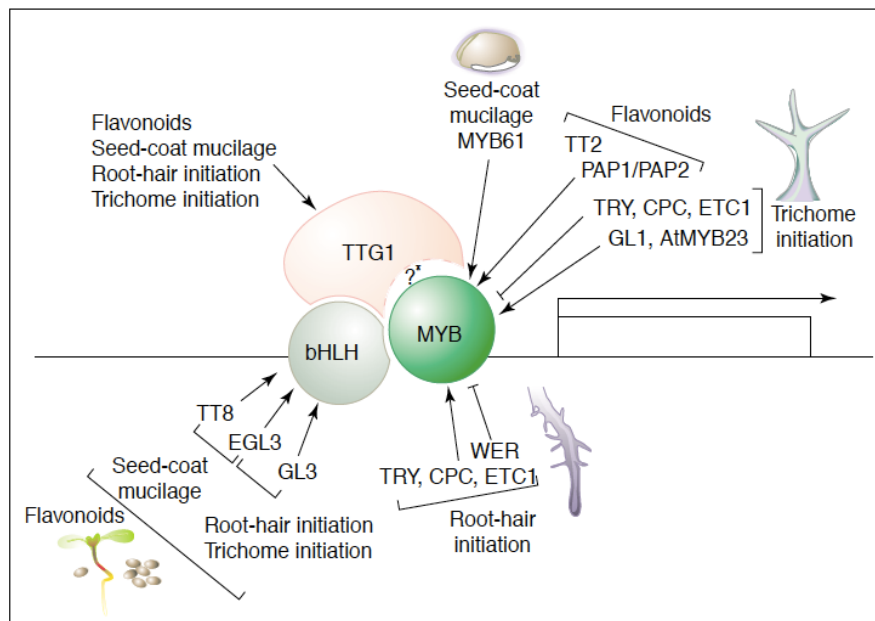 Flavonoids
Seed-coat mucilage
Root-hair initiation
Trichome initiation
Seed-coat
mucilage
MYB61
Flavonoids
TT2
PAP1/PAP2
TRY, CPC, ETC1
GL1, AtMYB23
Trichome
initiation
TTG1
?*
MYB
bHLH
TT8
EGL3
GL3
Seed-coat
mucilage
Flavonoids
Root-hair initiation
Trichome initiation
WER
TRY, CPC, ETC1
Root-hair
initiation